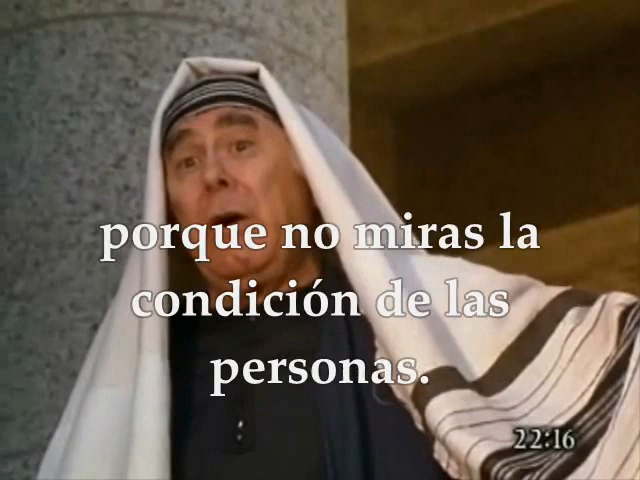 porque no miras la
condición de las
personas.
22:16